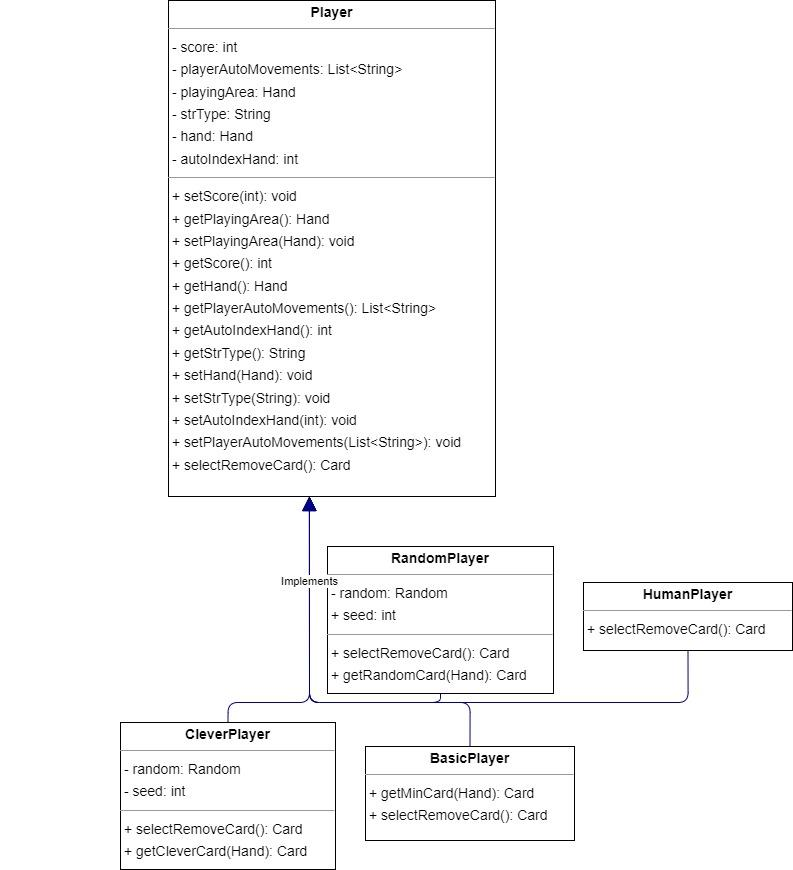 Player
- score: int
- playerAutoMovements: List<String>
- playingArea: Hand
- strType: String
- hand: Hand
- autoIndexHand: int
+ setScore(int): void
+ getPlayingArea(): Hand
+ setPlayingArea(Hand): void
+ getScore(): int
+ getHand(): Hand
+ getPlayerAutoMovements(): List<String>
+ getAutoIndexHand(): int
+ getStrType(): String
+ setHand(Hand): void
+ setStrType(String): void
+ setAutoIndexHand(int): void
+ setPlayerAutoMovements(List<String>): void
+ selectRemoveCard(): Card
Implements
RandomPlayer
- random: Random
+ seed: int
+ selectRemoveCard(): Card
+ getRandomCard(Hand): Card
HumanPlayer
+ selectRemoveCard(): Card
CleverPlayer
- random: Random
- seed: int
+ selectRemoveCard(): Card
+ getCleverCard(Hand): Card
BasicPlayer
+ getMinCard(Hand): Card
+ selectRemoveCard(): Card